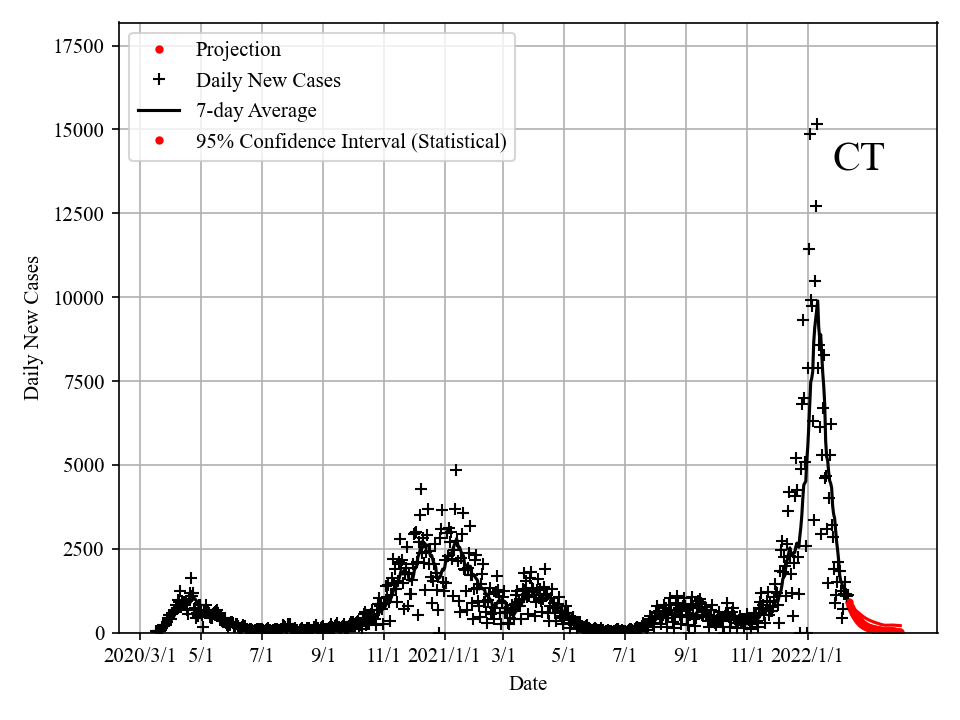 17500
15000
12500
10000
7500
5000
2500
0
Daily New Cases
Projection
Daily New Cases
7-day Average
95% Confidence Interval (Statistical)
CT
2020/3/1 5/1 7/1 9/1 11/1 2021/1/1 3/1 5/1 7/1 9/1 11/1 2022/1/1
Date